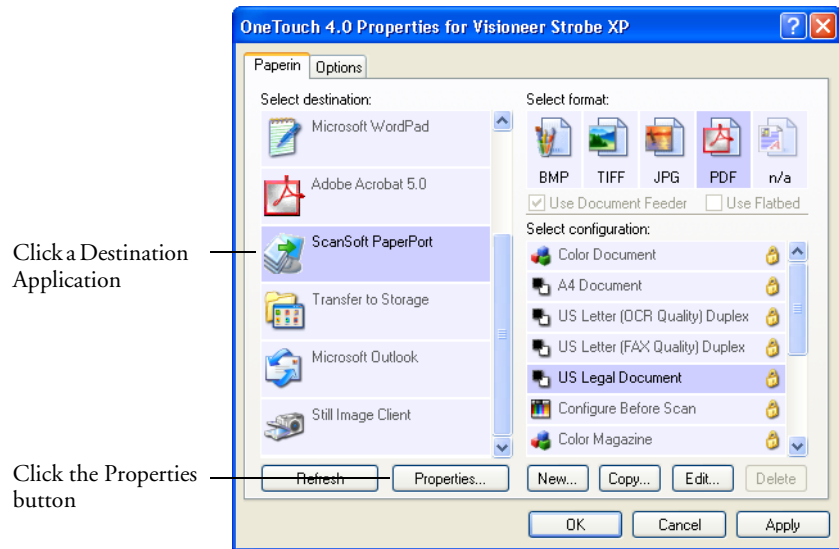 OneTouch 4.0 Properties for Visioneer Strobe XP
Paperin
Options
Select destination:
Microsoft WordPad
Adobe Acrobat 5.0
ScanSoft PaperPort
Transfer to Storage
Microsoft Outlook
Still Image Client
Refresh
Properties...
Select format:
BMP TIFF JPG PDF n/a
Use Document Feeder
Use Flatbed
Select configuration:
Color Document
A4 Document
US Letter (OCR Quality) Duplex
US Letter (FAX Quality) Duplex
US Legal Document
Configure Before Scan
Color Magazine
New... Copy... Edit... Delete
OK Cancel Apply
Click a Destination
Application
Click the Properties
button